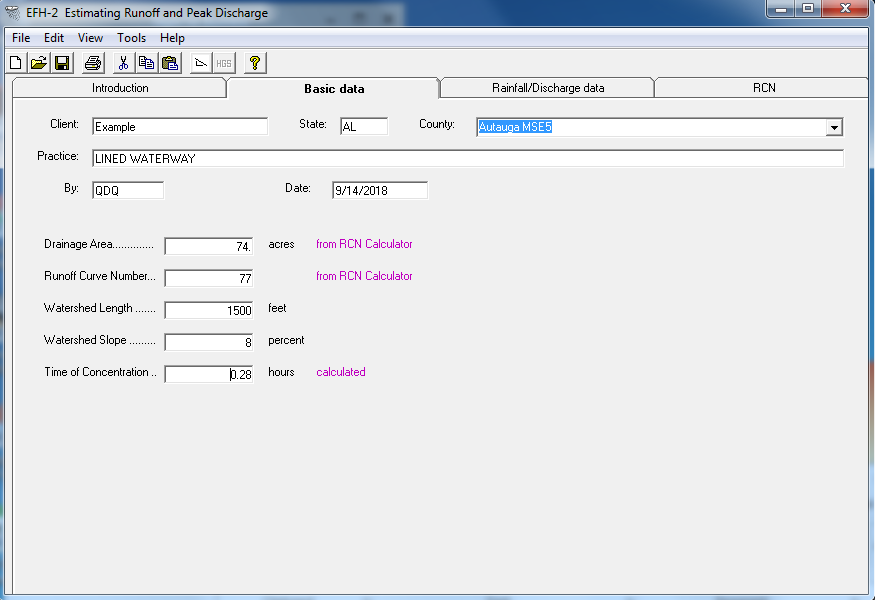 EFH-2 Estimating Runoff and Peak Discharge
File Edit View Tools Help
HGS ?
Introduction Basic data Rainfall/Discharge data RCN
Client: Example State: AL County: Autauga MSE5
Practice: LINED WATERWAY
By: QDQ Date: 9/14/2018
Drainage Area.............. 74. acres from RCN Calculator
Runoff Curve Number... 77 from RCN Calculator
Watershed Length ....... 1500 feet
Watershed Slope ......... 8 percent
Time of Concentration .. 0.28 hours calculated